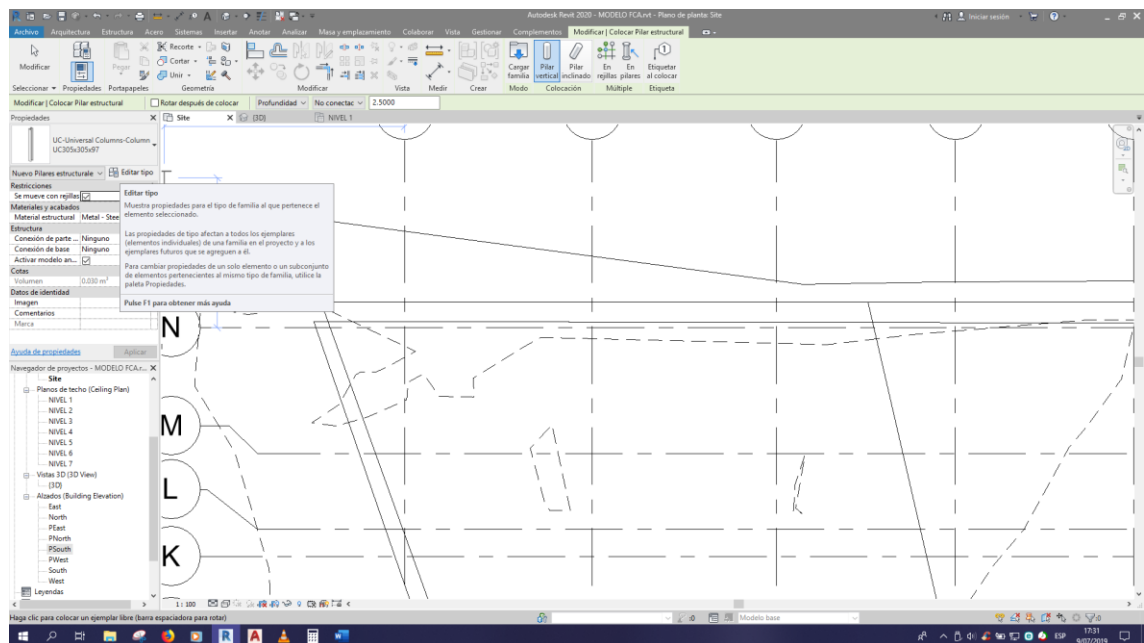 Autodesk Revit 2020 - MODELO FCA.rvt - Plano de planta: Site
Iniciar sesión
Archivo Arquitectura Estructura Acero Sistemas Insertar Anotar Analizar Masa y emplazamiento Colaborar Vista Gestionar Complementos Modificar | Colocar Pilar estructural
Modificar
Pegar
Recorte
Cortar
Unir
Cargar familia
Pilar vertical
Pilar inclinado
En rejillas
En pilares
Etiquetar al colocar
Seleccionar Propiedades Portapapeles Geometría Modificar Vista Medir Crear Modo Colocación Múltiple Etiqueta
Modificar | Colocar Pilar estructural Rotar después de colocar Profundidad No conectac 2.5000
Propiedades X
Site X
{3D}
NIVEL 1
UC-Universal Columns-Column
UC305x305x97
Nuevo Pilares estructurale Editar tipo
Restricciones
Se mueve con rejillas
Materiales y acabados
Material estructural Metal - Stee
Estructura
Conexión de parte ... Ninguno
Conexión de base Ninguno
Activar modelo an...
Cotas
Volumen 0.030 m³
Datos de identidad
Imagen
Comentarios
Marca
Ayuda de propiedades Aplicar
Editar tipo
Muestra propiedades para el tipo de familia al que pertenece el
elemento seleccionado.
Las propiedades de tipo afectan a todos los ejemplares
(elementos individuales) de una familia en el proyecto y a los
ejemplares futuros que se agreguen a él.
Para cambiar propiedades de un solo elemento o un subconjunto
de elementos pertenecientes al mismo tipo de familia, utilice la
paleta Propiedades.
Pulse F1 para obtener más ayuda
Navegador de proyectos - MODELO FCA.r... X
Site
Planos de techo (Ceiling Plan)
NIVEL 1
NIVEL 2
NIVEL 3
NIVEL 4
NIVEL 5
NIVEL 6
NIVEL 7
Vistas 3D (3D View)
{3D}
Alzados (Building Elevation)
East
North
PEast
PNorth
PSouth
PWest
South
West
Leyendas
N
M
L
K
1 : 100
Haga clic para colocar un ejemplar libre (barra espaciadora para rotar)
:0
Modelo base
:0
ESP
17:31
9/07/2019